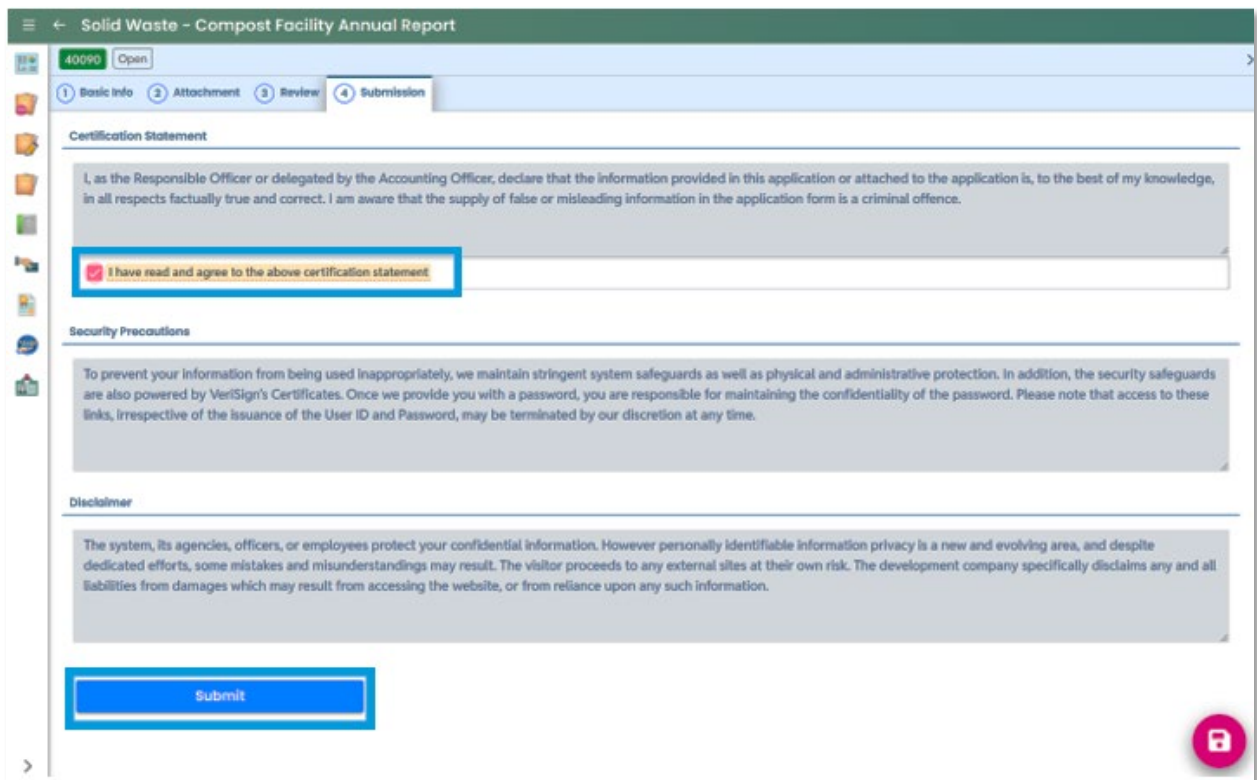 Solid Waste - Compost Facility Annual Report
40090 Open
1 Basic Info 2 Attachment 3 Review 4 Submission
Certification Statement
I, as the Responsible Officer or delegated by the Accounting Officer, declare that the information provided in this application or attached to the application is, to the best of my knowledge,
in all respects factually true and correct. I am aware that the supply of false or misleading information in the application form is a criminal offence.
I have read and agree to the above certification statement
Security Precautions
To prevent your information from being used inappropriately, we maintain stringent system safeguards as well as physical and administrative protection. In addition, the security safeguards
are also powered by VeriSign's Certificates. Once we provide you with a password, you are responsible for maintaining the confidentiality of the password. Please note that access to these
links, irrespective of the issuance of the User ID and Password, may be terminated by our discretion at any time.
Disclaimer
The system, its agencies, officers, or employees protect your confidential information. However personally identifiable information privacy is a new and evolving area, and despite
dedicated efforts, some mistakes and misunderstandings may result. The visitor proceeds to any external sites at their own risk. The development company specifically disclaims any and all
liabilities from damages which may result from accessing the website, or from reliance upon any such information.
Submit